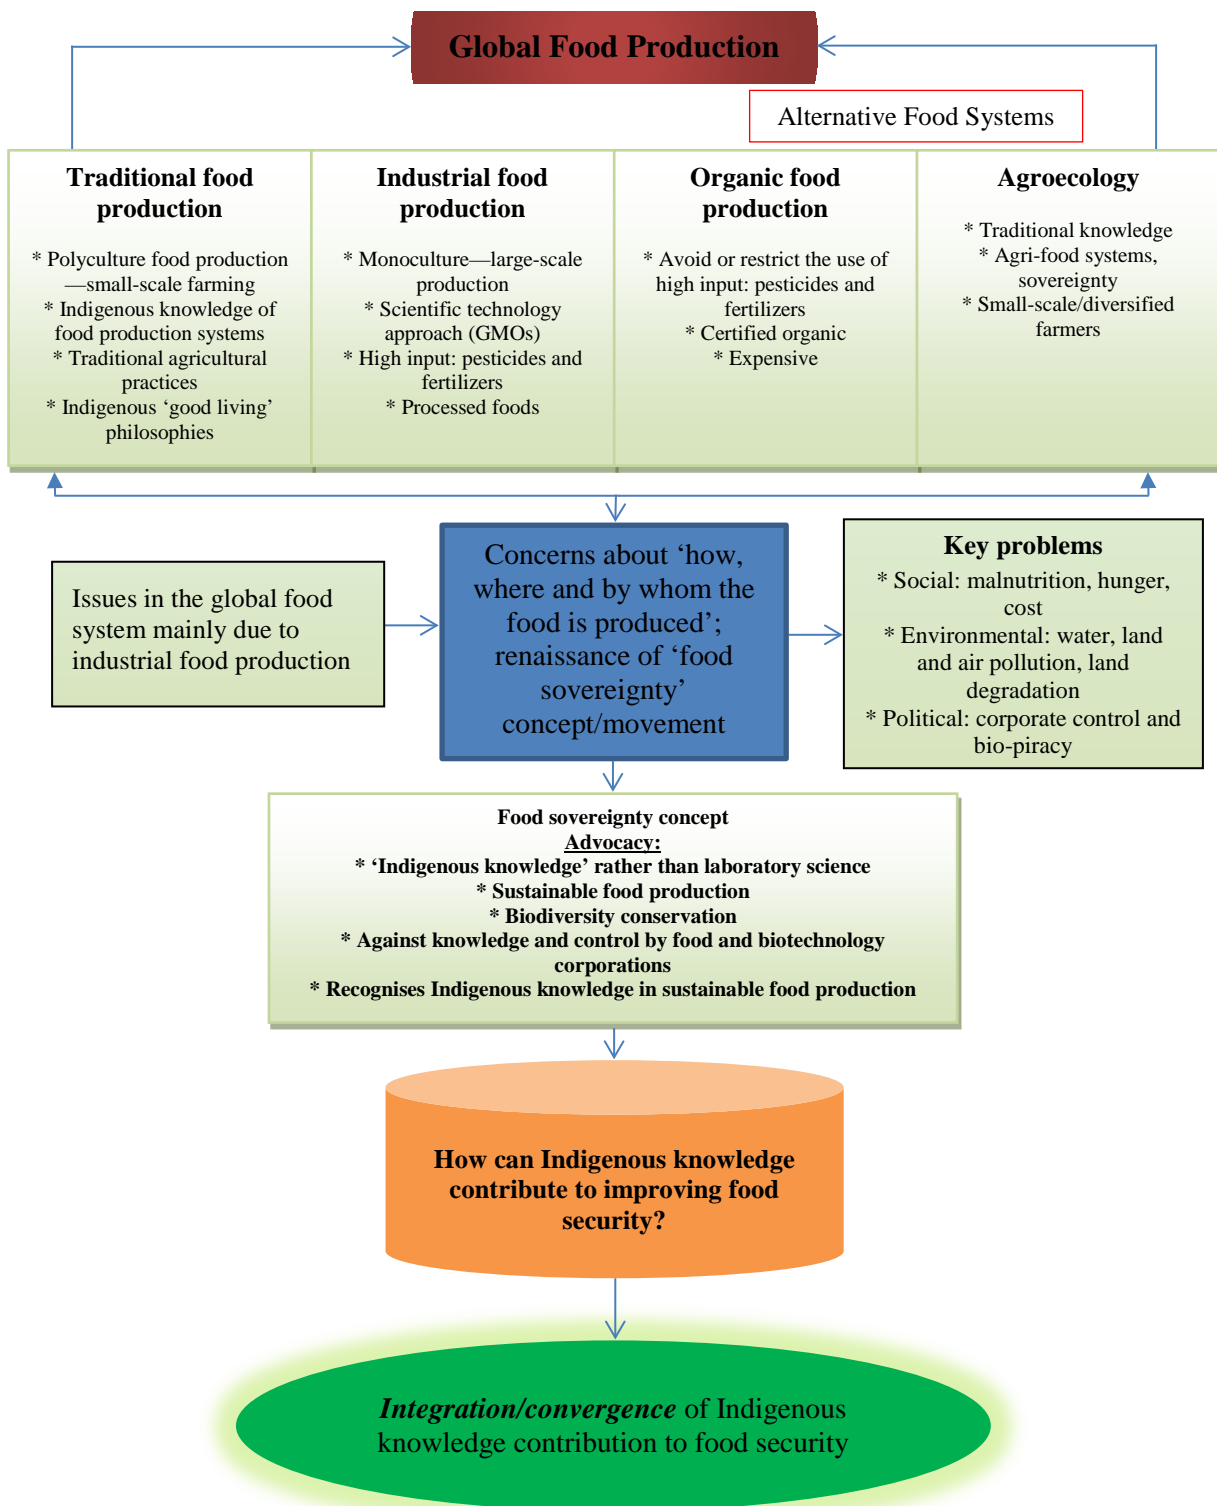 Global Food Production
Alternative Food Systems
Traditional food
production
* Polyculture food production
—small-scale farming
* Indigenous knowledge of
food production systems
* Traditional agricultural
practices
* Indigenous ‘good living’
philosophies
Industrial food
production
* Monoculture—large-scale
production
* Scientific technology
approach (GMOs)
* High input: pesticides and
fertilizers
* Processed foods
Organic food
production
* Avoid or restrict the use of
high input: pesticides and
fertilizers
* Certified organic
* Expensive
Agroecology
* Traditional knowledge
* Agri-food systems,
sovereignty
* Small-scale/diversified
farmers
Issues in the global food
system mainly due to
industrial food production
Concerns about ‘how,
where and by whom the
food is produced’;
renaissance of ‘food
sovereignty’
concept/movement
Key problems
* Social: malnutrition, hunger,
cost
* Environmental: water, land
and air pollution, land
degradation
* Political: corporate control and
bio-piracy
Food sovereignty concept
Advocacy:
* ‘Indigenous knowledge’ rather than laboratory science
* Sustainable food production
* Biodiversity conservation
* Against knowledge and control by food and biotechnology
corporations
* Recognises Indigenous knowledge in sustainable food production
How can Indigenous knowledge
contribute to improving food
security?
Integration/convergence of Indigenous
knowledge contribution to food security